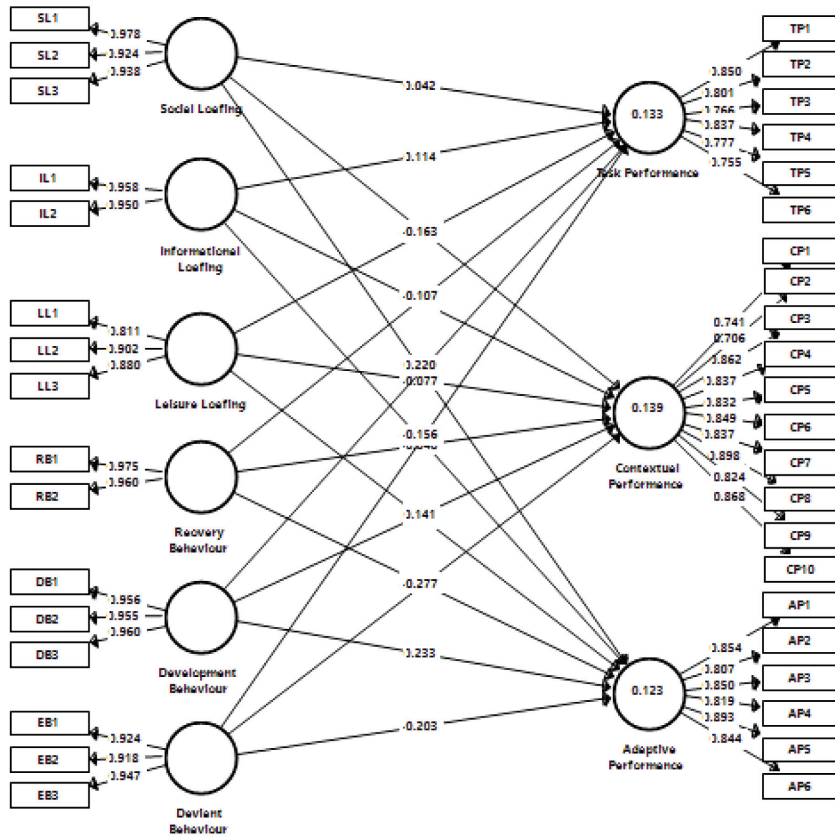 SL1
SL2
SL3
0.978
0.924
0.938
Social Loafing
IL1
IL2
0.958
0.950
Informational
Loafing
LL1
LL2
LL3
0.811
0.902
0.880
Leisure Loafing
RB1
RB2
0.975
0.960
Recovery
Behaviour
DB1
DB2
DB3
0.956
0.955
0.960
Development
Behaviour
EB1
EB2
EB3
0.924
0.918
0.947
Deviant
Behaviour
0.042
0.114
-0.163
-0.107
0.220
-0.077
-0.156
0.141
-0.277
0.233
-0.203
0.133
Task Performance
0.139
Contextual
Performance
0.123
Adaptive
Performance
0.850
0.801
0.766
0.837
0.777
0.755
TP1
TP2
TP3
TP4
TP5
TP6
0.741
0.706
0.862
0.837
0.832
0.849
0.837
0.898
0.824
0.868
CP1
CP2
CP3
CP4
CP5
CP6
CP7
CP8
CP9
CP10
0.854
0.807
0.850
0.819
0.893
0.844
AP1
AP2
AP3
AP4
AP5
AP6